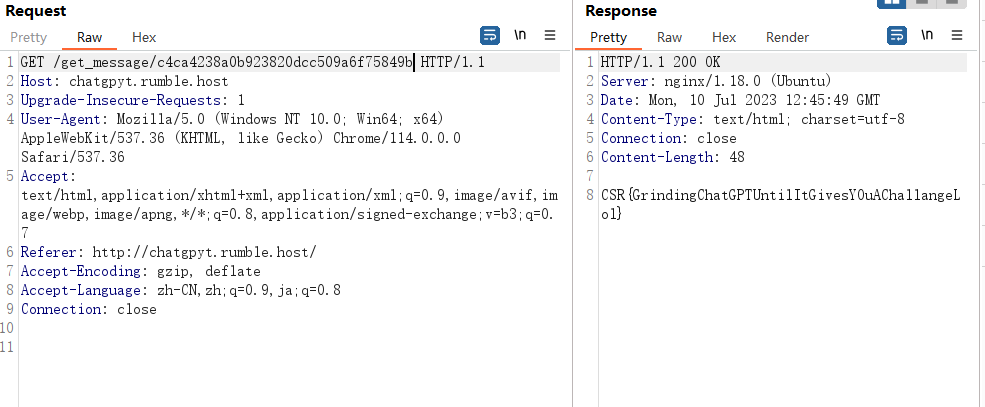 Request
Pretty Raw Hex \n
1 GET /get_message/c4ca4238a0b923820dcc509a6f75849b HTTP/1.1
2 Host: chatgpyt.rumble.host
3 Upgrade-Insecure-Requests: 1
4 User-Agent: Mozilla/5.0 (Windows NT 10.0; Win64; x64)
AppleWebKit/537.36 (KHTML, like Gecko) Chrome/114.0.0.0
Safari/537.36
5 Accept:
text/html,application/xhtml+xml,application/xml;q=0.9,image/avif,im
age/webp,image/apng,*/*;q=0.8,application/signed-exchange;v=b3;q=0.
7
6 Referer: http://chatgpyt.rumble.host/
7 Accept-Encoding: gzip, deflate
8 Accept-Language: zh-CN,zh;q=0.9,ja;q=0.8
9 Connection: close
10
11
Response
Pretty Raw Hex Render \n
1 HTTP/1.1 200 OK
2 Server: nginx/1.18.0 (Ubuntu)
3 Date: Mon, 10 Jul 2023 12:45:49 GMT
4 Content-Type: text/html; charset=utf-8
5 Connection: close
6 Content-Length: 48
7
8 CSR{GrindingChatGPTUntilItGivesY0uAChallangeL
ol}